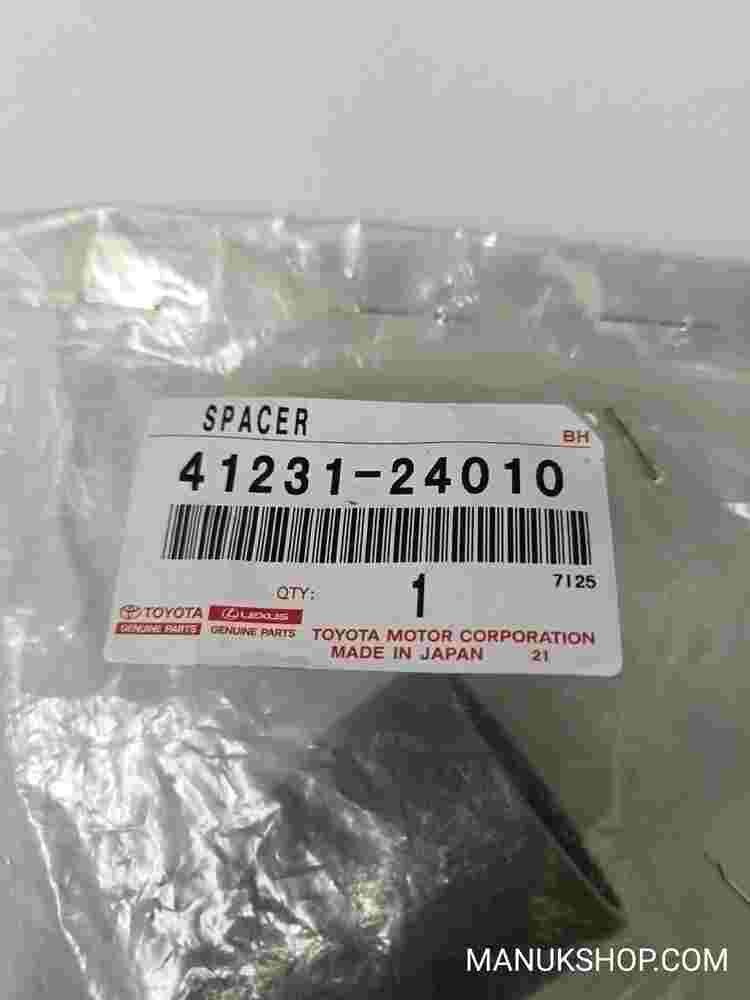 SPACER
BH
41231-24010
7125
QTY: 1
TOYOTA LEXUS
GENUINE PARTS GENUINE PARTS
TOYOTA MOTOR CORPORATION
MADE IN JAPAN 21
MANUKSHOP.COM